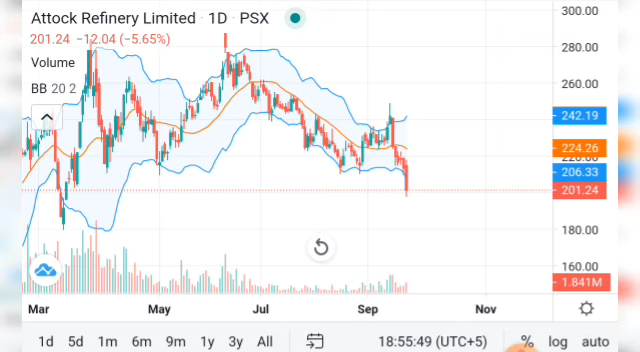 Attock Refinery Limited · 1D · PSX
201.24 −12.04 (−5.65%)
Volume
BB 20 2
300.00
280.00
260.00
242.19
224.26
220.00
206.33
201.24
180.00
160.00
1.841M
Mar May Jul Sep Nov
1d 5d 1m 6m 9m 1y 3y All 18:55:49 (UTC+5) % log auto